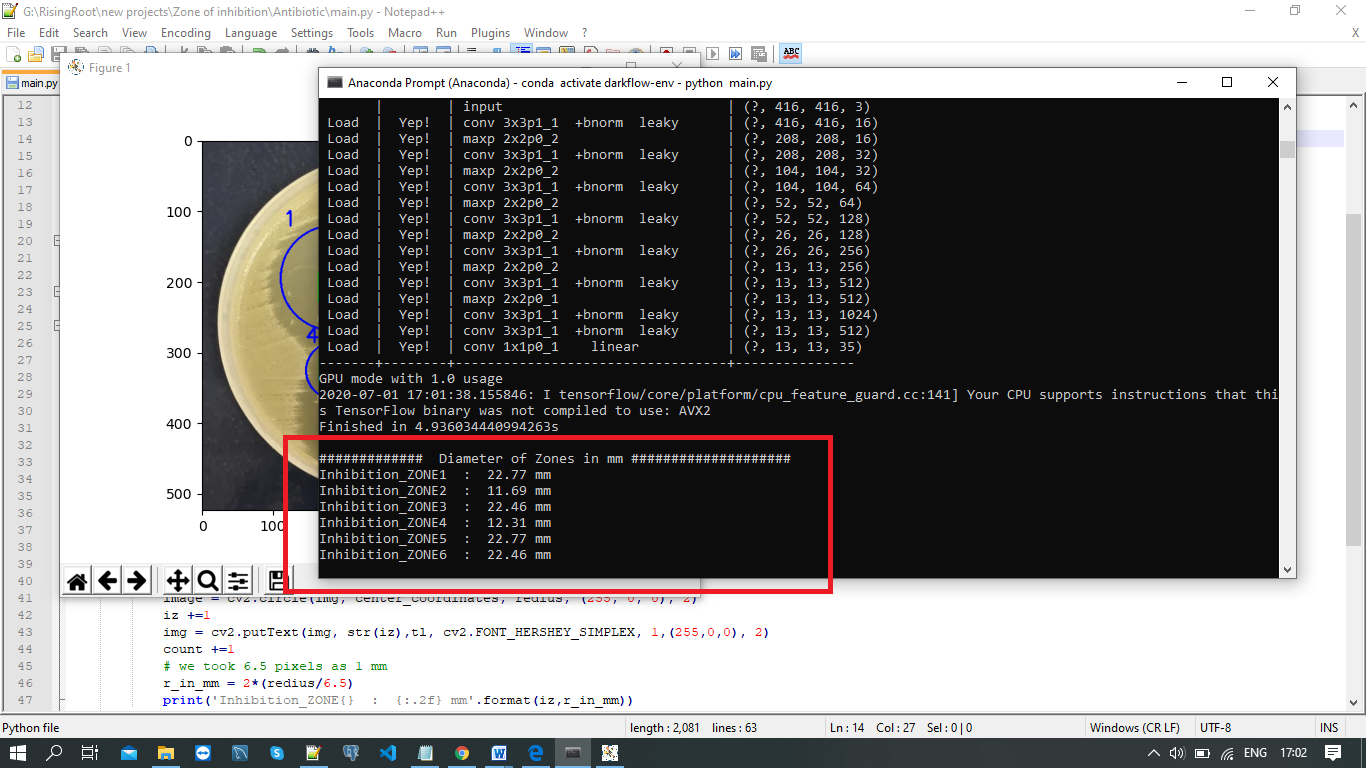 G:\RisingRoot\new projects\Zone of inhibition\Antibiotic\main.py - Notepad++
File Edit Search View Encoding Language Settings Tools Macro Run Plugins Window ? X
ABC
main.py
Figure 1
0
100
200
300
400
500
0 100
1
4
Anaconda Prompt (Anaconda) - conda activate darkflow-env - python main.py
| | input | (?, 416, 416, 3)
Load | Yep! | conv 3x3p1_1 +bnorm leaky | (?, 416, 416, 16)
Load | Yep! | maxp 2x2p0_2 | (?, 208, 208, 16)
Load | Yep! | conv 3x3p1_1 +bnorm leaky | (?, 208, 208, 32)
Load | Yep! | maxp 2x2p0_2 | (?, 104, 104, 32)
Load | Yep! | conv 3x3p1_1 +bnorm leaky | (?, 104, 104, 64)
Load | Yep! | maxp 2x2p0_2 | (?, 52, 52, 64)
Load | Yep! | conv 3x3p1_1 +bnorm leaky | (?, 52, 52, 128)
Load | Yep! | maxp 2x2p0_2 | (?, 26, 26, 128)
Load | Yep! | conv 3x3p1_1 +bnorm leaky | (?, 26, 26, 256)
Load | Yep! | maxp 2x2p0_2 | (?, 13, 13, 256)
Load | Yep! | conv 3x3p1_1 +bnorm leaky | (?, 13, 13, 512)
Load | Yep! | maxp 2x2p0_1 | (?, 13, 13, 512)
Load | Yep! | conv 3x3p1_1 +bnorm leaky | (?, 13, 13, 1024)
Load | Yep! | conv 3x3p1_1 +bnorm leaky | (?, 13, 13, 512)
Load | Yep! | conv 1x1p0_1 linear | (?, 13, 13, 35)
-------+--------+----------------------------------+---------------
GPU mode with 1.0 usage
2020-07-01 17:01:38.155846: I tensorflow/core/platform/cpu_feature_guard.cc:141] Your CPU supports instructions that thi
s TensorFlow binary was not compiled to use: AVX2
Finished in 4.936034440994263s
############# Diameter of Zones in mm ####################
Inhibition_ZONE1 : 22.77 mm
Inhibition_ZONE2 : 11.69 mm
Inhibition_ZONE3 : 22.46 mm
Inhibition_ZONE4 : 12.31 mm
Inhibition_ZONE5 : 22.77 mm
Inhibition_ZONE6 : 22.46 mm
12
13
14
15
16
17
18
19
20
21
22
23
24
25
26
27
28
29
30
31
32
33
34
35
36
37
38
39
40
41 image = cv2.circle(img, center_coordinates, redius, (255, 0, 0), 2)
42 iz +=1
43 img = cv2.putText(img, str(iz),tl, cv2.FONT_HERSHEY_SIMPLEX, 1,(255,0,0), 2)
44 count +=1
45 # we took 6.5 pixels as 1 mm
46 r_in_mm = 2*(redius/6.5)
47 print('Inhibition_ZONE{} : {:.2f} mm'.format(iz,r_in_mm))
Python file length : 2,081 lines : 63 Ln : 14 Col : 27 Sel : 0 | 0 Windows (CR LF) UTF-8 INS
ENG 17:02